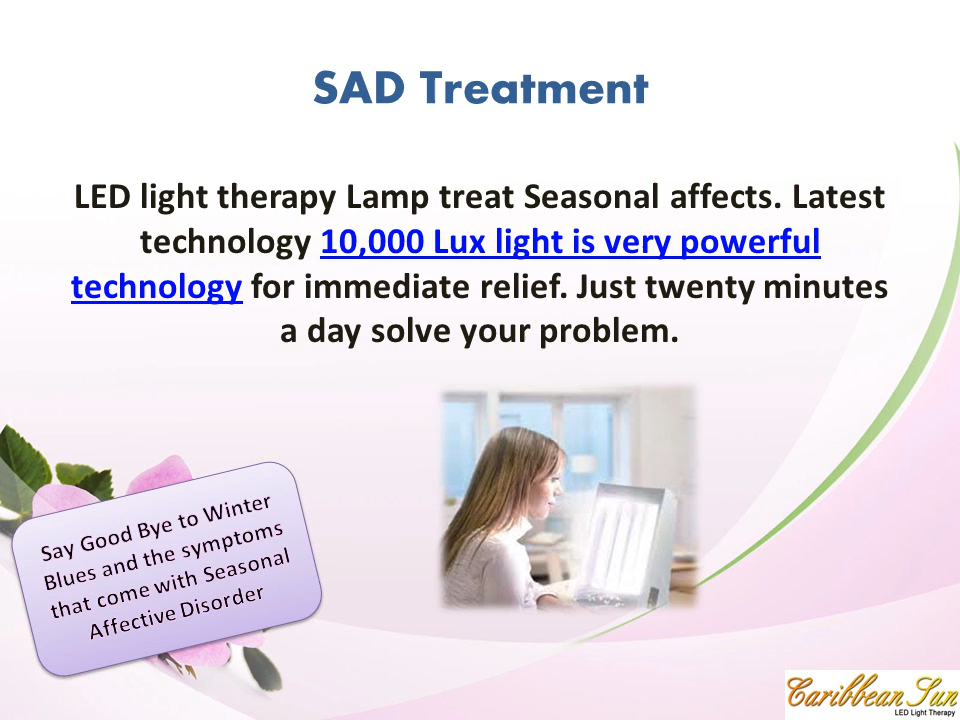 SAD Treatment
LED light therapy Lamp treat Seasonal affects. Latest
technology 10,000 Lux light is very powerful
technology for immediate relief. Just twenty minutes
a day solve your problem.
Say Good Bye to Winter
Blues and the symptoms
that come with Seasonal
Affective Disorder
Caribbean Sun
LED Light Therapy